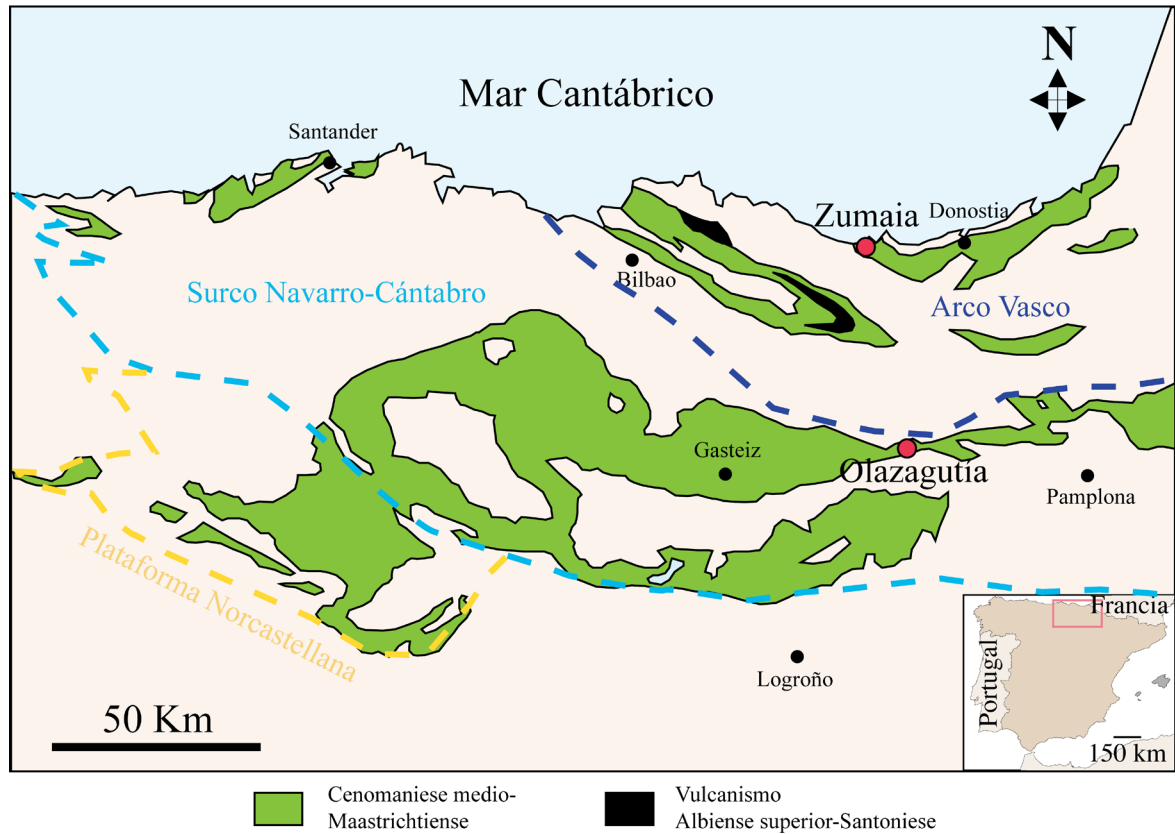 N
Mar Cantábrico
Santander
Zumaia
Donostia
Bilbao
Surco Navarro-Cántabro
Arco Vasco
Gasteiz
Olazagutía
Pamplona
Plataforma Norcastellana
Logroño
50 Km
Francia
Portugal
150 km
Cenomaniese medio-
Maastrichtiense
Vulcanismo
Albiense superior-Santoniese